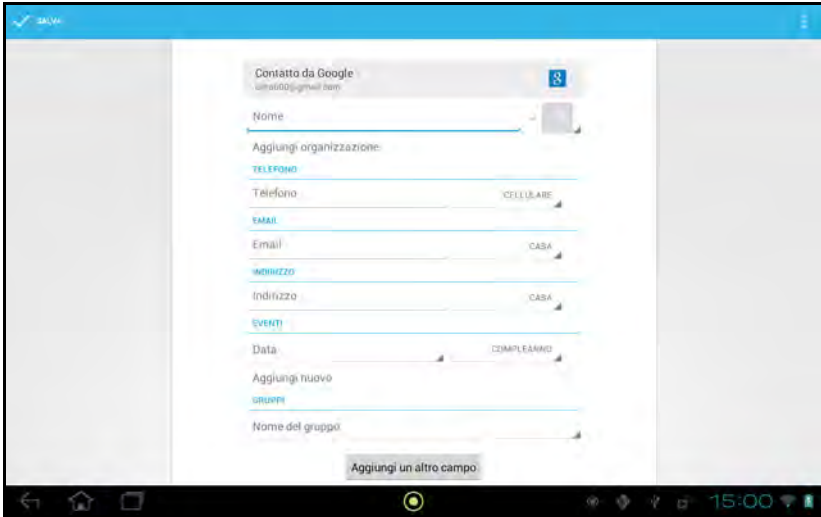 SALVA
Contatto da Google
Nome
Aggiungi organizzazione
TELEFONO
Telefono CELLULARE
EMAIL
Email CASA
INDIRIZZO
Indirizzo CASA
EVENTI
Data COMPLEANNO
Aggiungi nuovo
GRUPPI
Nome del gruppo
Aggiungi un altro campo
15:00